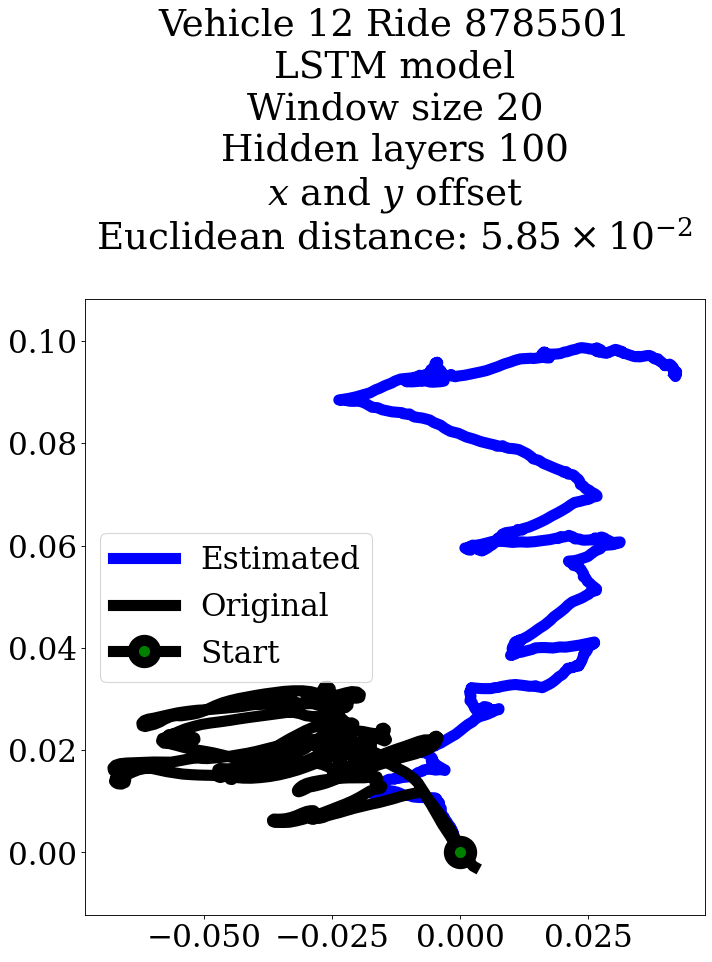 Vehicle 12 Ride 8785501
LSTM model
Window size 20
Hidden layers 100
x and y offset
Euclidean distance: 5.85 × 10⁻²
0.10
0.08
0.06
0.04
0.02
0.00
Estimated
Original
Start
−0.050 −0.025 0.000 0.025